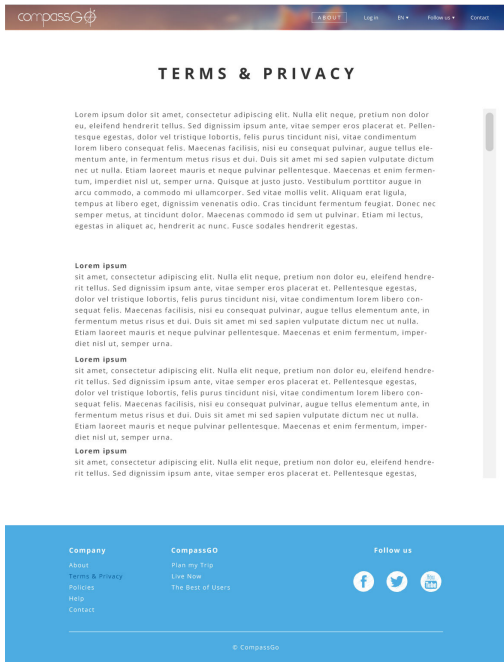 compassGO
ABOUT
Log in
EN ▾
Follow us ▾
Contact
TERMS & PRIVACY
Lorem ipsum dolor sit amet, consectetur adipiscing elit. Nulla elit neque, pretium non dolor
eu, eleifend hendrerit tellus. Sed dignissim ipsum ante, vitae semper eros placerat et. Pellen-
tesque egestas, dolor vel tristique lobortis, felis purus tincidunt nisi, vitae condimentum
lorem libero consequat felis. Maecenas facilisis, nisi eu consequat pulvinar, augue tellus ele-
mentum ante, in fermentum metus risus et dui. Duis sit amet mi sed sapien vulputate dictum
nec ut nulla. Etiam laoreet mauris et neque pulvinar pellentesque. Maecenas et enim fermen-
tum, imperdiet nisl ut, semper urna. Quisque at justo justo. Vestibulum porttitor augue in
arcu commodo, a commodo mi ullamcorper. Sed vitae mollis velit. Aliquam erat ligula,
tempus at libero eget, dignissim venenatis odio. Cras tincidunt fermentum feugiat. Donec nec
semper metus, at tincidunt dolor. Maecenas commodo id sem ut pulvinar. Etiam mi lectus,
egestas in aliquet ac, hendrerit ac nunc. Fusce sodales hendrerit egestas.
Lorem ipsum
sit amet, consectetur adipiscing elit. Nulla elit neque, pretium non dolor eu, eleifend hendre-
rit tellus. Sed dignissim ipsum ante, vitae semper eros placerat et. Pellentesque egestas,
dolor vel tristique lobortis, felis purus tincidunt nisi, vitae condimentum lorem libero con-
sequat felis. Maecenas facilisis, nisi eu consequat pulvinar, augue tellus elementum ante, in
fermentum metus risus et dui. Duis sit amet mi sed sapien vulputate dictum nec ut nulla.
Etiam laoreet mauris et neque pulvinar pellentesque. Maecenas et enim fermentum, imper-
diet nisl ut, semper urna.
Lorem ipsum
sit amet, consectetur adipiscing elit. Nulla elit neque, pretium non dolor eu, eleifend hendre-
rit tellus. Sed dignissim ipsum ante, vitae semper eros placerat et. Pellentesque egestas,
dolor vel tristique lobortis, felis purus tincidunt nisi, vitae condimentum lorem libero con-
sequat felis. Maecenas facilisis, nisi eu consequat pulvinar, augue tellus elementum ante, in
fermentum metus risus et dui. Duis sit amet mi sed sapien vulputate dictum nec ut nulla.
Etiam laoreet mauris et neque pulvinar pellentesque. Maecenas et enim fermentum, imper-
diet nisl ut, semper urna.
Lorem ipsum
sit amet, consectetur adipiscing elit. Nulla elit neque, pretium non dolor eu, eleifend hendre-
rit tellus. Sed dignissim ipsum ante, vitae semper eros placerat et. Pellentesque egestas,
Company
About
Terms & Privacy
Policies
Help
Contact
CompassGO
Plan my Trip
Live Now
The Best of Users
Follow us
f
You
Tube
© CompassGo